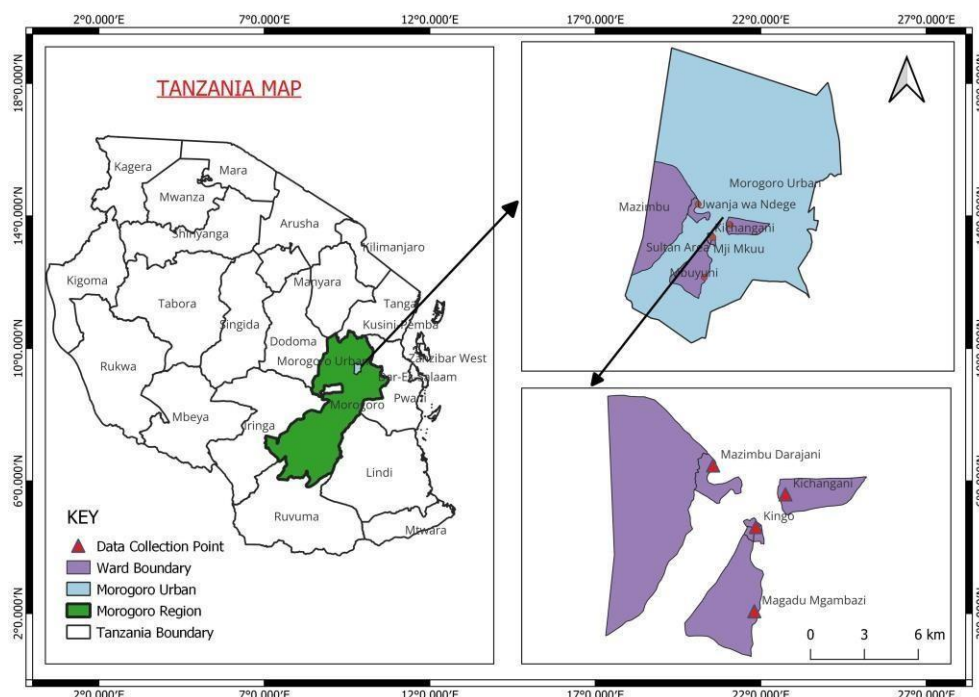 2°0.000'E 7°0.000'E 12°0.000'E 17°0.000'E 22°0.000'E 27°0.000'E
18°0.000'N
14°0.000'N
10°0.000'N
6°0.000'N
2°0.000'N
TANZANIA MAP
Kagera
Mara
Mwanza
Shinyanga
Arusha
Kilimanjaro
Kigoma
Tabora
Singida
Manyara
Tanga
Kusini-Pemba
Dodoma
Zanzibar West
Morogoro Urban
Dar-Es-Salaam
Rukwa
Pwani
Morogoro
Mbeya
Iringa
Lindi
Ruvuma
Mtwara
KEY
Data Collection Point
Ward Boundary
Morogoro Urban
Morogoro Region
Tanzania Boundary
Morogoro Urban
Mazimbu
Uwanja wa Ndege
Kichangani
Sultan Area
Mji Mkuu
Mbuyuni
Mazimbu Darajani
Kichangani
Kingo
Magadu Mgambazi
0 3 6 km
2°0.000'E 7°0.000'E 12°0.000'E 17°0.000'E 22°0.000'E 27°0.000'E